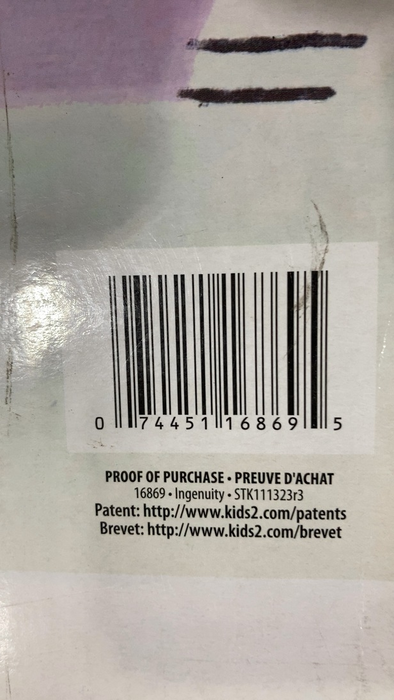 0 74451 16869 5
PROOF OF PURCHASE • PREUVE D'ACHAT
16869 • Ingenuity • STK111323r3
Patent: http://www.kids2.com/patents
Brevet: http://www.kids2.com/brevet